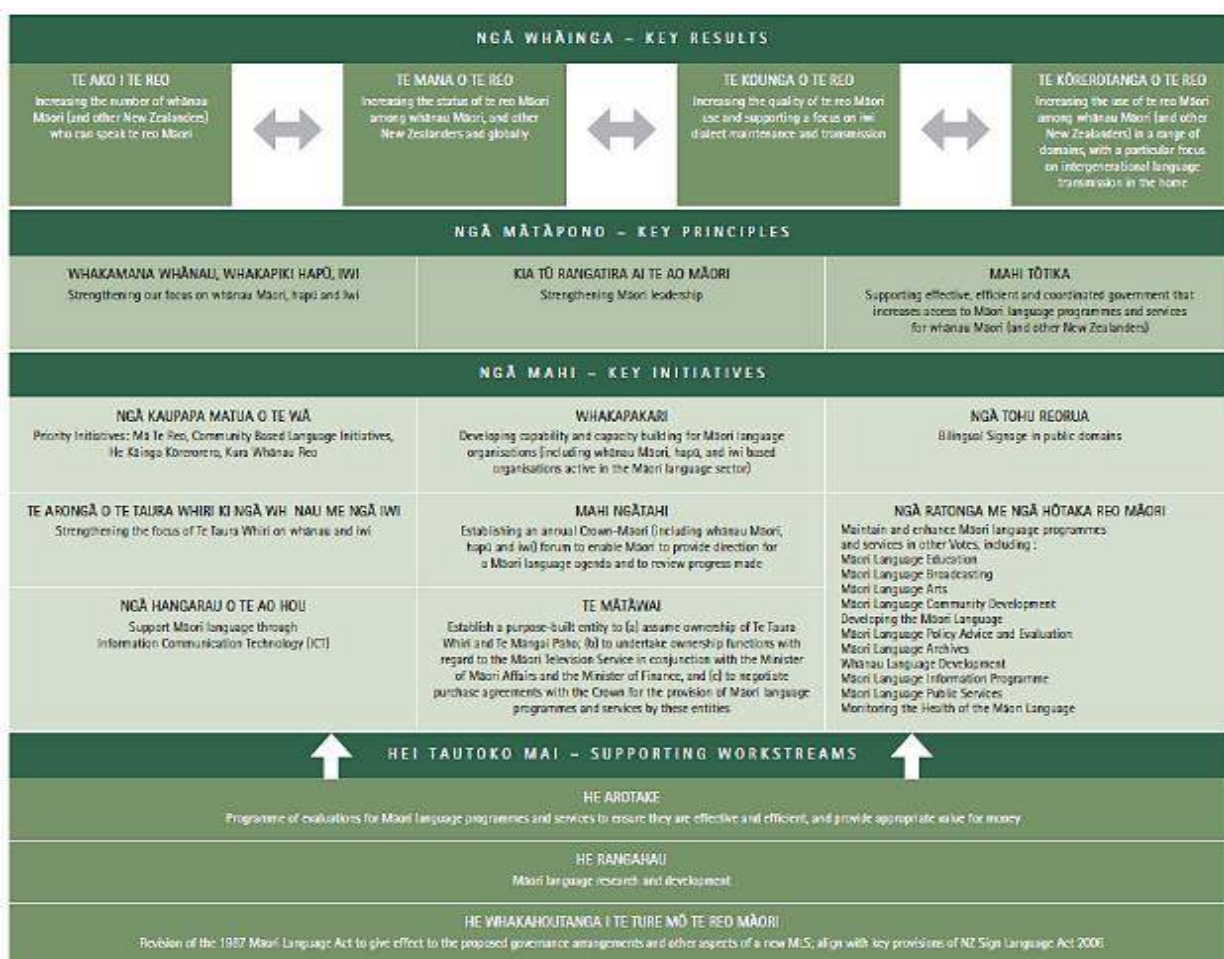 NGĀ WHĀINGA – KEY RESULTS
TE AKO I TE REO
Increasing the number of whānau
Māori (and other New Zealanders)
who can speak te reo Māori
TE MANA O TE REO
Increasing the status of te reo Māori
among whānau Māori, and other
New Zealanders and globally
TE KOUNGA O TE REO
Increasing the quality of te reo Māori
use and supporting a focus on iwi
dialect maintenance and transmission
TE KŌREROTANGA O TE REO
Increasing the use of te reo Māori
among whānau Māori (and other
New Zealanders) in a range of
domains, with a particular focus
on intergenerational language
transmission in the home
NGĀ MĀTĀPONO – KEY PRINCIPLES
WHAKAMANA WHĀNAU, WHAKAPIKI HAPŪ, IWI
Strengthening our focus on whānau Māori, hapū and iwi
KIA TŪ RANGATIRA AI TE AO MĀORI
Strengthening Māori leadership
MAHI TŌTIKA
Supporting effective, efficient and coordinated government that
increases access to Māori language programmes and services
for whānau Māori (and other New Zealanders)
NGĀ MAHI – KEY INITIATIVES
NGĀ KAUPAPA MATUA O TE WĀ
Priority Initiatives: Mā Te Reo, Community Based Language Initiatives,
He Kāinga Kōrerorero, Kura Whānau Reo
WHAKAPAKARI
Developing capability and capacity building for Māori language
organisations (including whānau Māori, hapū, and iwi based
organisations active in the Māori language sector)
NGĀ TOHU REORUA
Bilingual Signage in public domains
TE ARONGĀ O TE TAURA WHIRI KI NGĀ WH NAU ME NGĀ IWI
Strengthening the focus of Te Taura Whiri on whānau and iwi
MAHI NGĀTAHI
Establishing an annual Crown-Māori (including whānau Māori,
hapū and iwi) forum to enable Māori to provide direction for
a Māori language agenda and to review progress made
NGĀ RATONGA ME NGĀ HŌTAKA REO MĀORI
Maintain and enhance Māori language programmes
and services in other Votes, including :
Māori Language Education
Māori Language Broadcasting
Māori Language Arts
Māori Language Community Development
Developing the Māori Language
Māori Language Policy Advice and Evaluation
Māori Language Archives
Whānau Language Development
Māori Language Information Programme
Māori Language Public Services
Monitoring the Health of the Māori Language
NGĀ HANGARAU O TE AO HOU
Support Māori language through
Information Communication Technology (ICT)
TE MĀTĀWAI
Establish a purpose-built entity to (a) assume ownership of Te Taura
Whiri and Te Māngai Pāho; (b) to undertake ownership functions with
regard to the Māori Television Service in conjunction with the Minister
of Māori Affairs and the Minister of Finance, and (c) to negotiate
purchase agreements with the Crown for the provision of Māori language
programmes and services by these entities
HEI TAUTOKO MAI – SUPPORTING WORKSTREAMS
HE AROTAKE
Programme of evaluations for Māori language programmes and services to ensure they are effective and efficient, and provide appropriate value for money
HE RANGAHAU
Māori language research and development
HE WHAKAHOUTANGA I TE TURE MŌ TE REO MĀORI
Revision of the 1987 Māori Language Act to give effect to the proposed governance arrangements and other aspects of a new MLS; align with key provisions of NZ Sign Language Act 2006